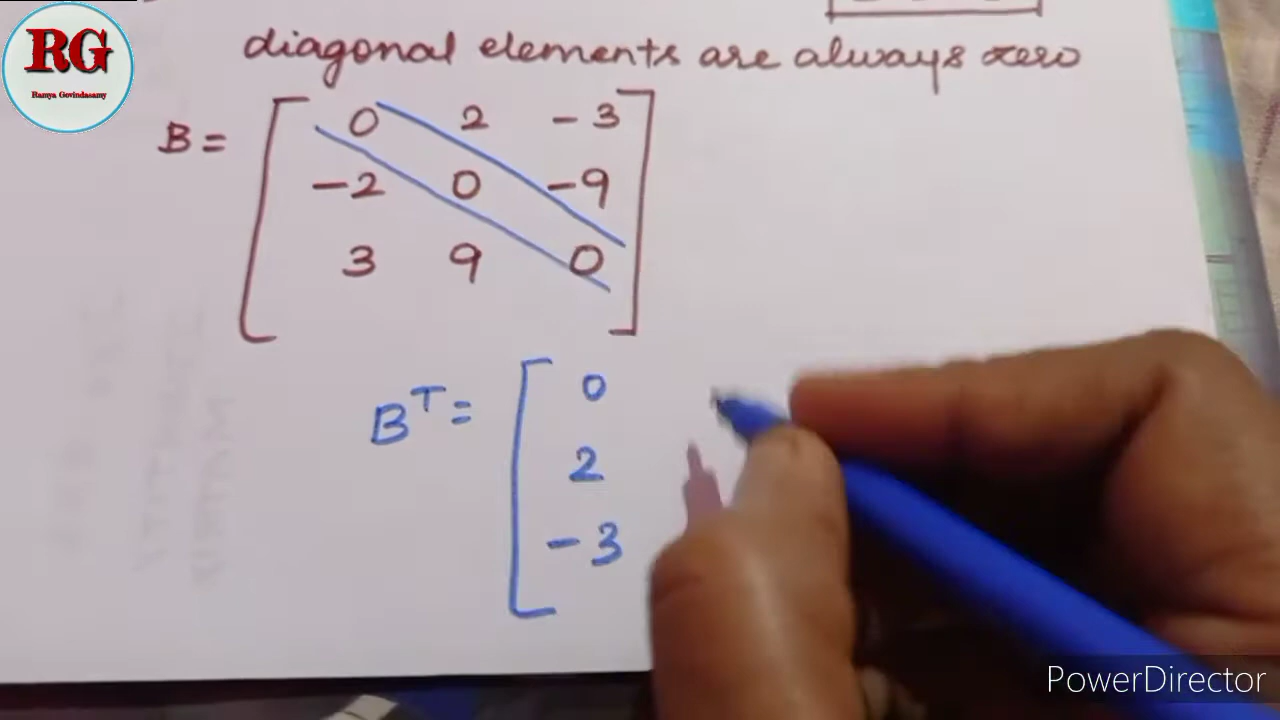 RG
Ramya Govindasamy
diagonal elements are always zero
B = [ 0 2 -3
-2 0 -9
3 9 0 ]
B^T = [ 0
2
-3
PowerDirector